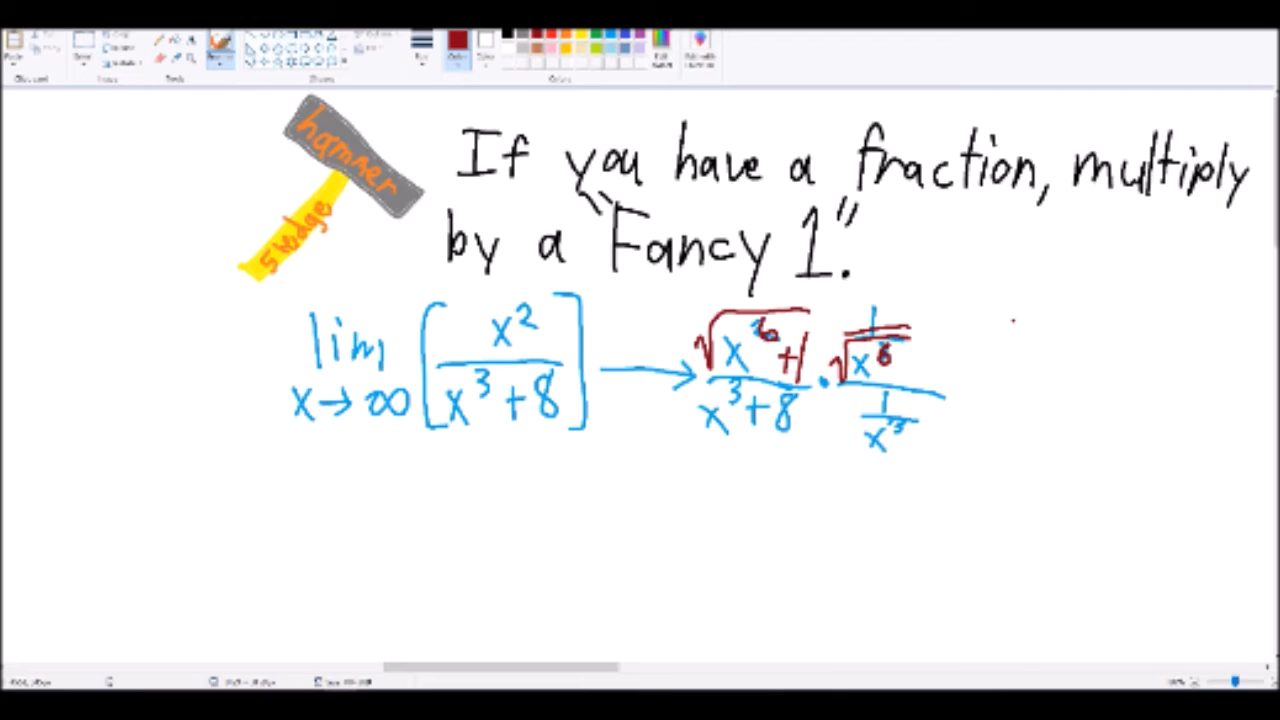 hammer
sledge
If you have a fraction, multiply
by a "Fancy 1".
lim x→∞ [x²/(x³+8)] → √(x⁶+1)/(x³+8) · (1/√(x⁶))/(1/x³)
Colors